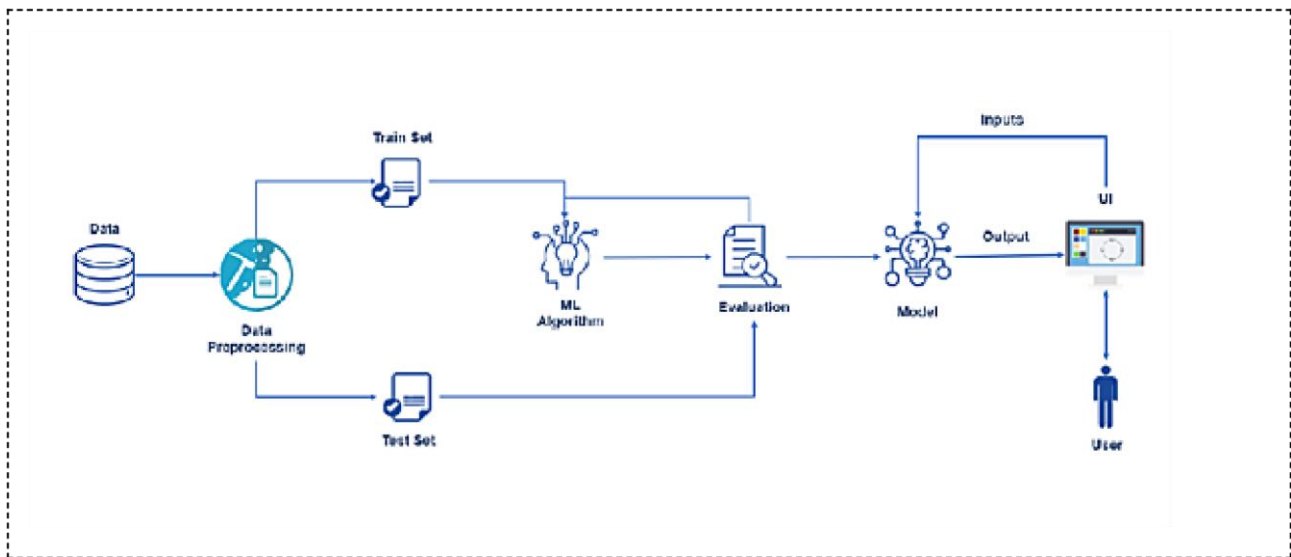 Train Set
Inputs
Data
UI
Output
ML
Algorithm
Evaluation
Model
Data
Preprocessing
Test Set
User